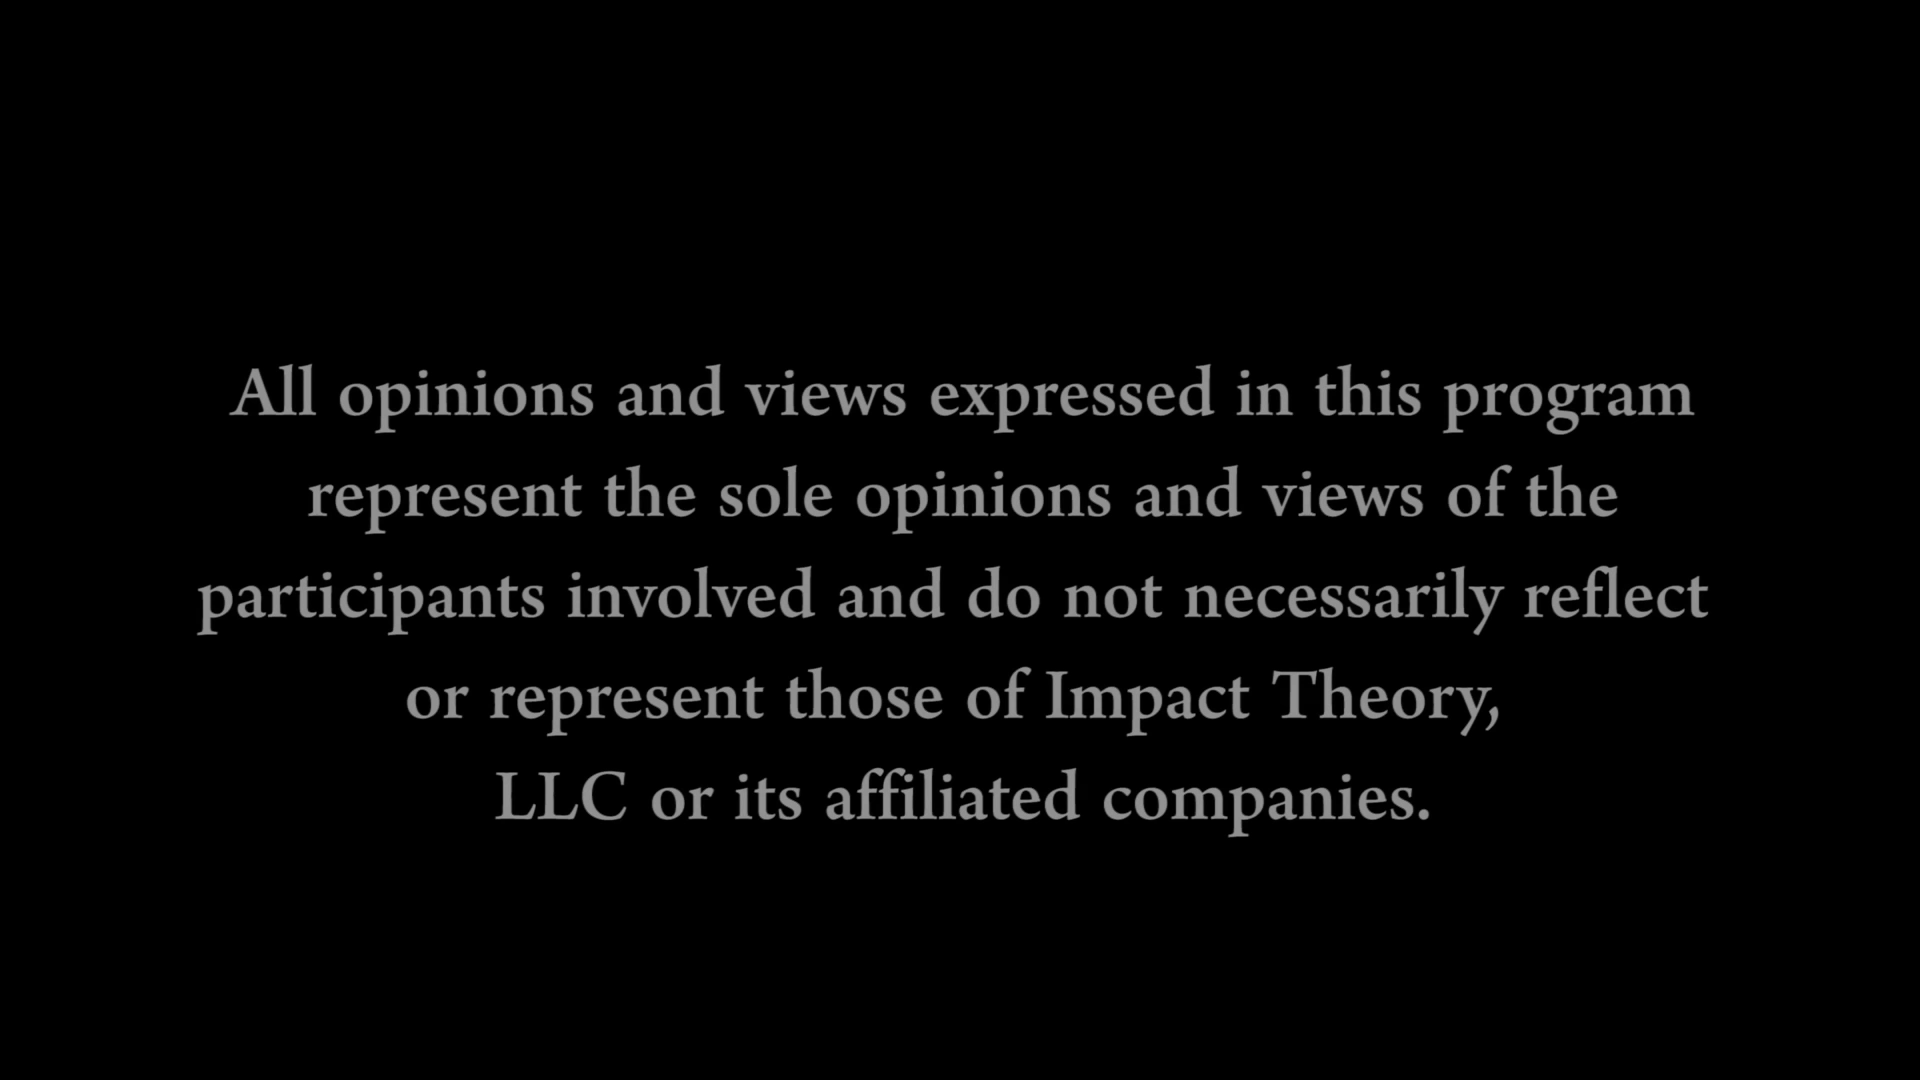 All opinions and views expressed in this program
represent the sole opinions and views of the
participants involved and do not necessarily reflect
or represent those of Impact Theory,
LLC or its affiliated companies.